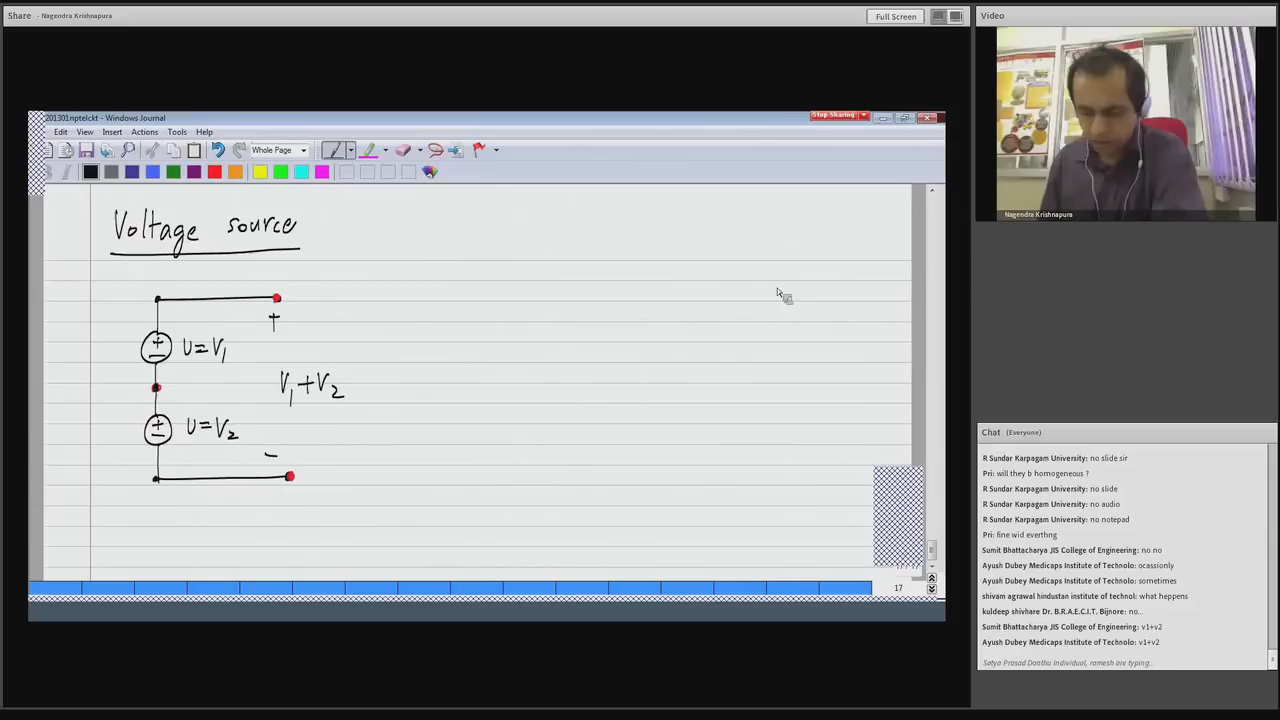 Share - Nagendra Krishnapura
Full Screen
Video
201301nptelckt - Windows Journal
Stop Sharing
Edit View Insert Actions Tools Help
Whole Page
Voltage source
+
+
−
U=V1
V1+V2
+
−
U=V2
−
17
Nagendra Krishnapura
Chat (Everyone)
R Sundar Karpagam University: no slide sir
Pri: will they b homogeneous ?
R Sundar Karpagam University: no slide
R Sundar Karpagam University: no audio
R Sundar Karpagam University: no notepad
Pri: fine wid everthng
Sumit Bhattacharya JIS College of Engineering: no no
Ayush Dubey Medicaps Institute of Technolo: ocassionly
Ayush Dubey Medicaps Institute of Technolo: sometimes
shivam agrawal hindustan institute of technol: what heppens
kuldeep shivhare Dr. B.R.A.E.C.I.T. Bijnore: no...
Sumit Bhattacharya JIS College of Engineering: v1+v2
Ayush Dubey Medicaps Institute of Technolo: v1+v2
Satya Prasad Donthu Individual, ramesh are typing..